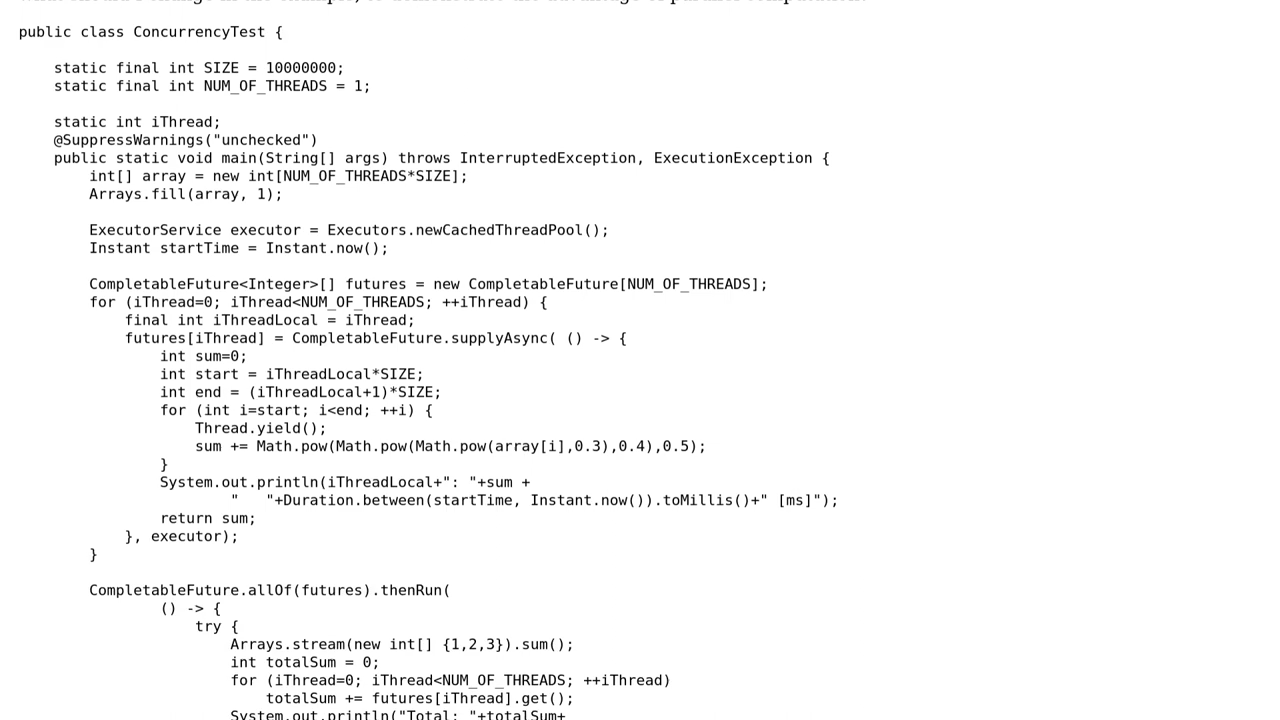 public class ConcurrencyTest {
static final int SIZE = 10000000;
static final int NUM_OF_THREADS = 1;
static int iThread;
@SuppressWarnings("unchecked")
public static void main(String[] args) throws InterruptedException, ExecutionException {
int[] array = new int[NUM_OF_THREADS*SIZE];
Arrays.fill(array, 1);
ExecutorService executor = Executors.newCachedThreadPool();
Instant startTime = Instant.now();
CompletableFuture<Integer>[] futures = new CompletableFuture[NUM_OF_THREADS];
for (iThread=0; iThread<NUM_OF_THREADS; ++iThread) {
final int iThreadLocal = iThread;
futures[iThread] = CompletableFuture.supplyAsync( () -> {
int sum=0;
int start = iThreadLocal*SIZE;
int end = (iThreadLocal+1)*SIZE;
for (int i=start; i<end; ++i) {
Thread.yield();
sum += Math.pow(Math.pow(Math.pow(array[i],0.3),0.4),0.5);
}
System.out.println(iThreadLocal+": "+sum +
"   "+Duration.between(startTime, Instant.now()).toMillis()+" [ms]");
return sum;
}, executor);
}
CompletableFuture.allOf(futures).thenRun(
() -> {
try {
Arrays.stream(new int[] {1,2,3}).sum();
int totalSum = 0;
for (iThread=0; iThread<NUM_OF_THREADS; ++iThread)
totalSum += futures[iThread].get();
System.out.println("Total: "+totalSum+